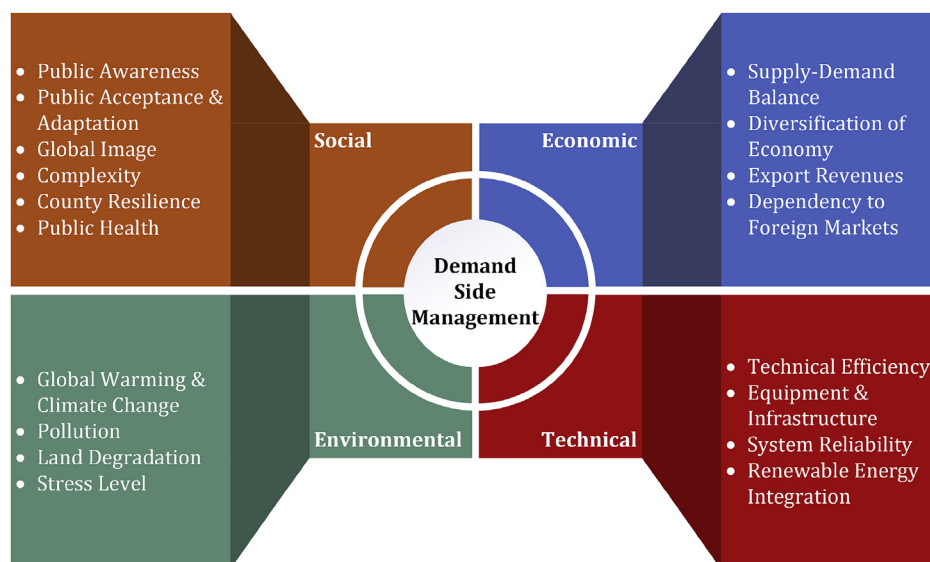 • Public Awareness
• Public Acceptance &
Adaptation
• Global Image
• Complexity
• County Resilience
• Public Health
Social
Economic
• Supply-Demand
Balance
• Diversification of
Economy
• Export Revenues
• Dependency to
Foreign Markets
Demand
Side
Management
• Global Warming &
Climate Change
• Pollution
• Land Degradation
• Stress Level
Environmental
Technical
• Technical Efficiency
• Equipment &
Infrastructure
• System Reliability
• Renewable Energy
Integration